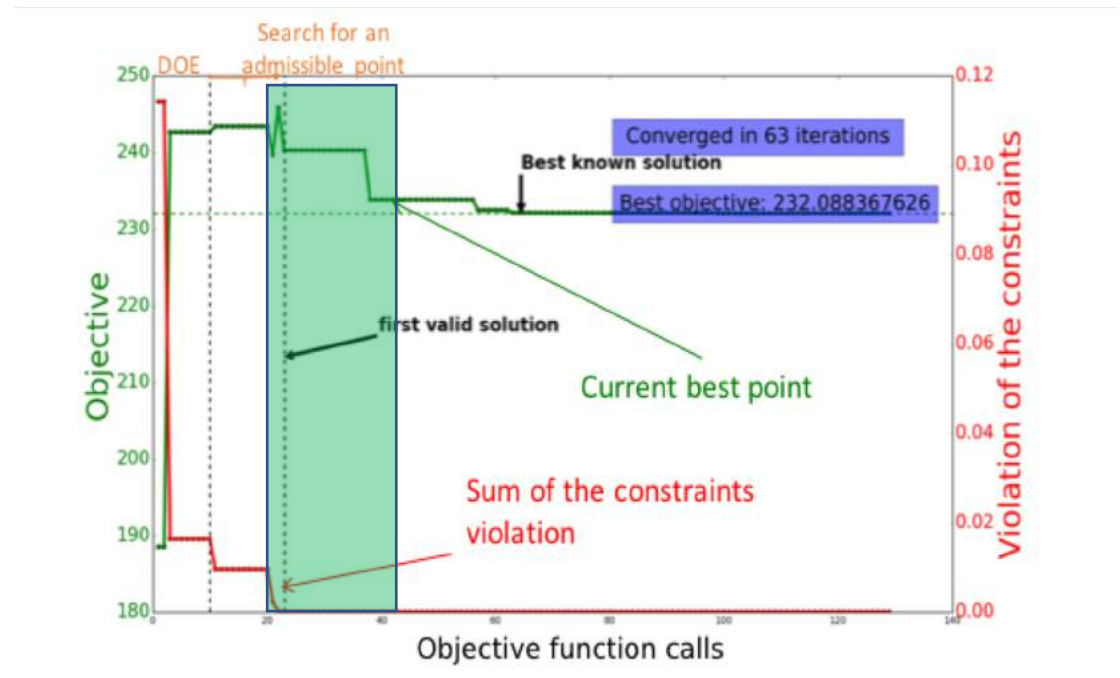 Search for an
DOE
admissible point
250
240
230
220
210
200
190
180
Objective
0.12
0.10
0.08
0.06
0.04
0.02
0.00
Violation of the constraints
Converged in 63 iterations
Best known solution
Best objective: 232.088367626
first valid solution
Current best point
Sum of the constraints
violation
0
20
40
60
80
100
120
140
Objective function calls